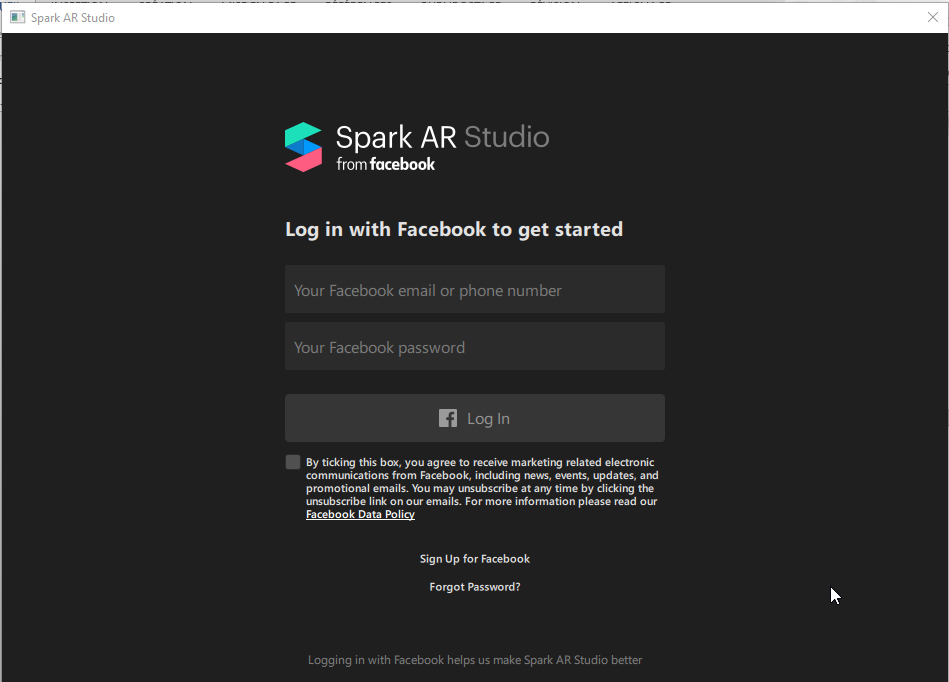 Spark AR Studio
Spark AR Studio
from facebook
Log in with Facebook to get started
Your Facebook email or phone number
Your Facebook password
Log In
By ticking this box, you agree to receive marketing related electronic
communications from Facebook, including news, events, updates, and
promotional emails. You may unsubscribe at any time by clicking the
unsubscribe link on our emails. For more information please read our
Facebook Data Policy
Sign Up for Facebook
Forgot Password?
Logging in with Facebook helps us make Spark AR Studio better